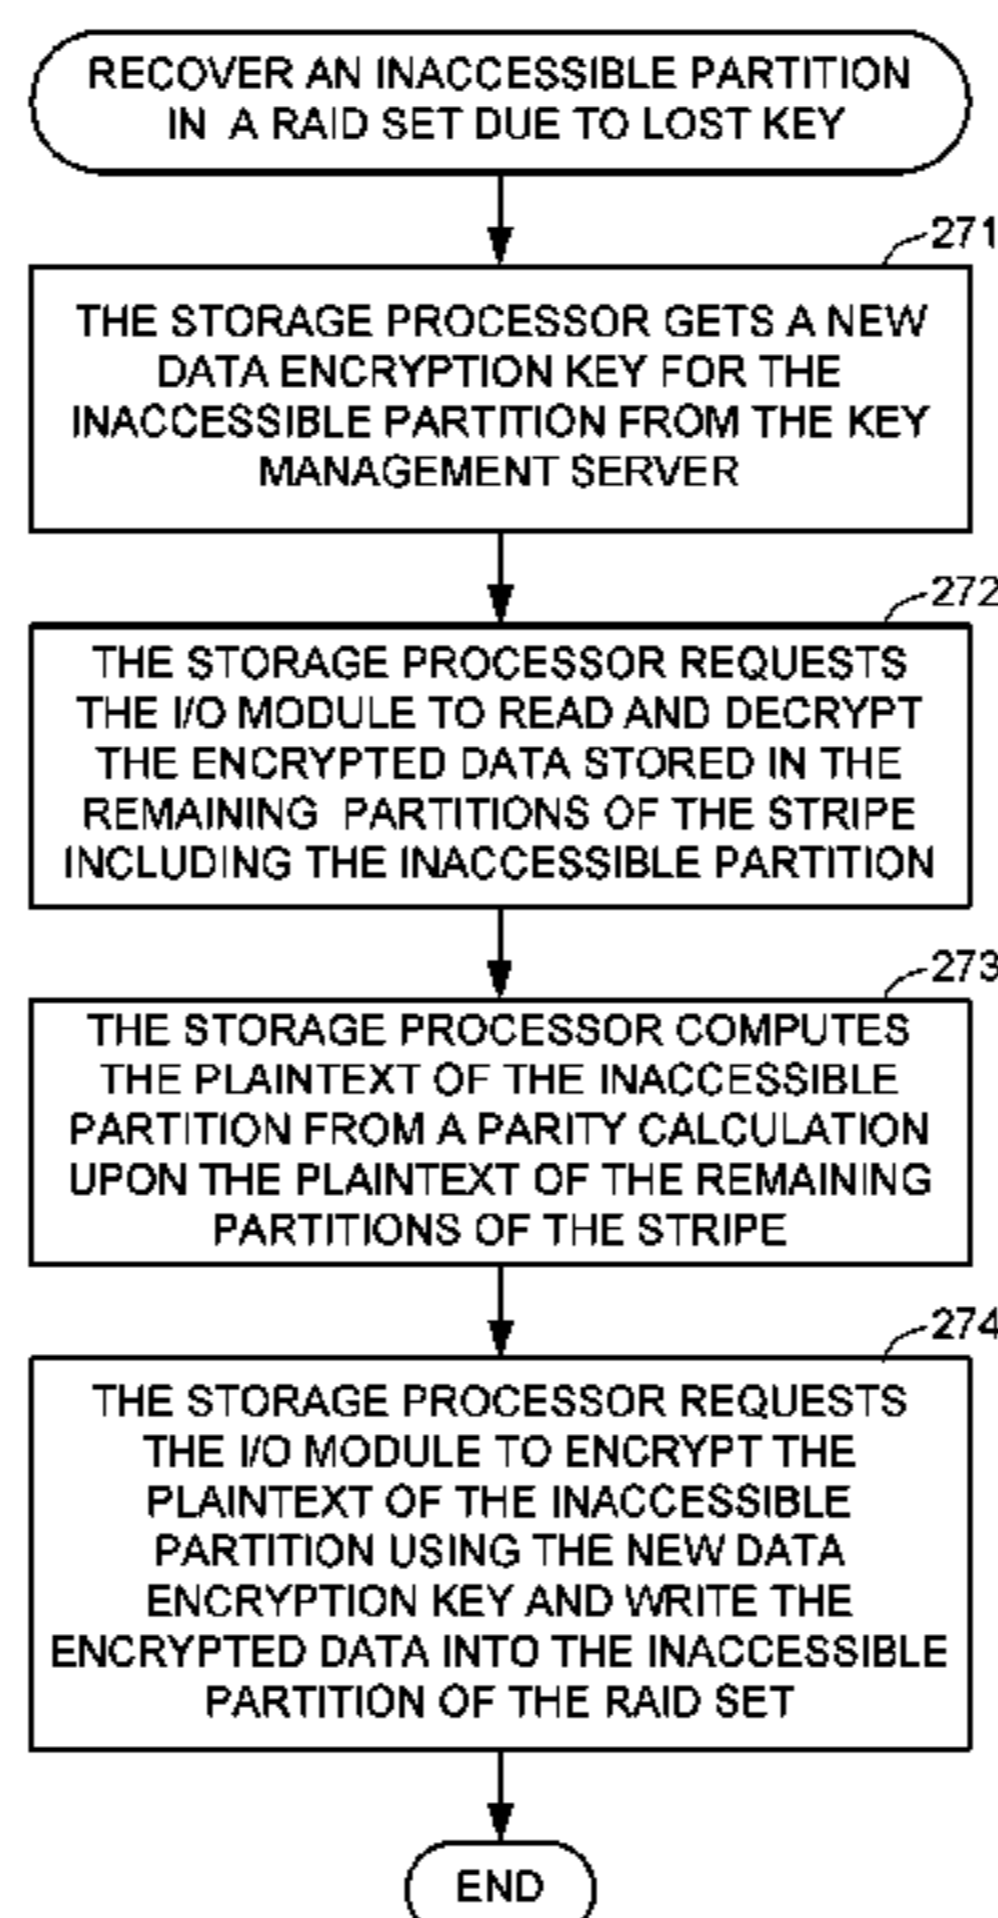 RECOVER AN INACCESSIBLE PARTITION
IN A RAID SET DUE TO LOST KEY
271
THE STORAGE PROCESSOR GETS A NEW
DATA ENCRYPTION KEY FOR THE
INACCESSIBLE PARTITION FROM THE KEY
MANAGEMENT SERVER
272
THE STORAGE PROCESSOR REQUESTS
THE I/O MODULE TO READ AND DECRYPT
THE ENCRYPTED DATA STORED IN THE
REMAINING PARTITIONS OF THE STRIPE
INCLUDING THE INACCESSIBLE PARTITION
273
THE STORAGE PROCESSOR COMPUTES
THE PLAINTEXT OF THE INACCESSIBLE
PARTITION FROM A PARITY CALCULATION
UPON THE PLAINTEXT OF THE REMAINING
PARTITIONS OF THE STRIPE
274
THE STORAGE PROCESSOR REQUESTS
THE I/O MODULE TO ENCRYPT THE
PLAINTEXT OF THE INACCESSIBLE
PARTITION USING THE NEW DATA
ENCRYPTION KEY AND WRITE THE
ENCRYPTED DATA INTO THE INACCESSIBLE
PARTITION OF THE RAID SET
END